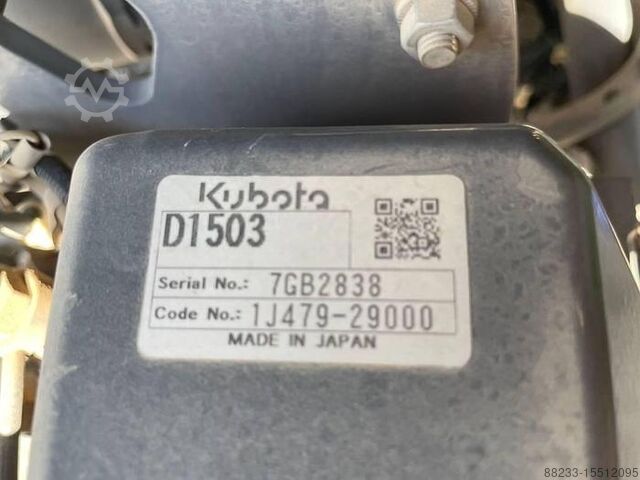 Kubota
D1503
Serial No.: 7GB2838
Code No.: 1J479-29000
MADE IN JAPAN
88233-15512095